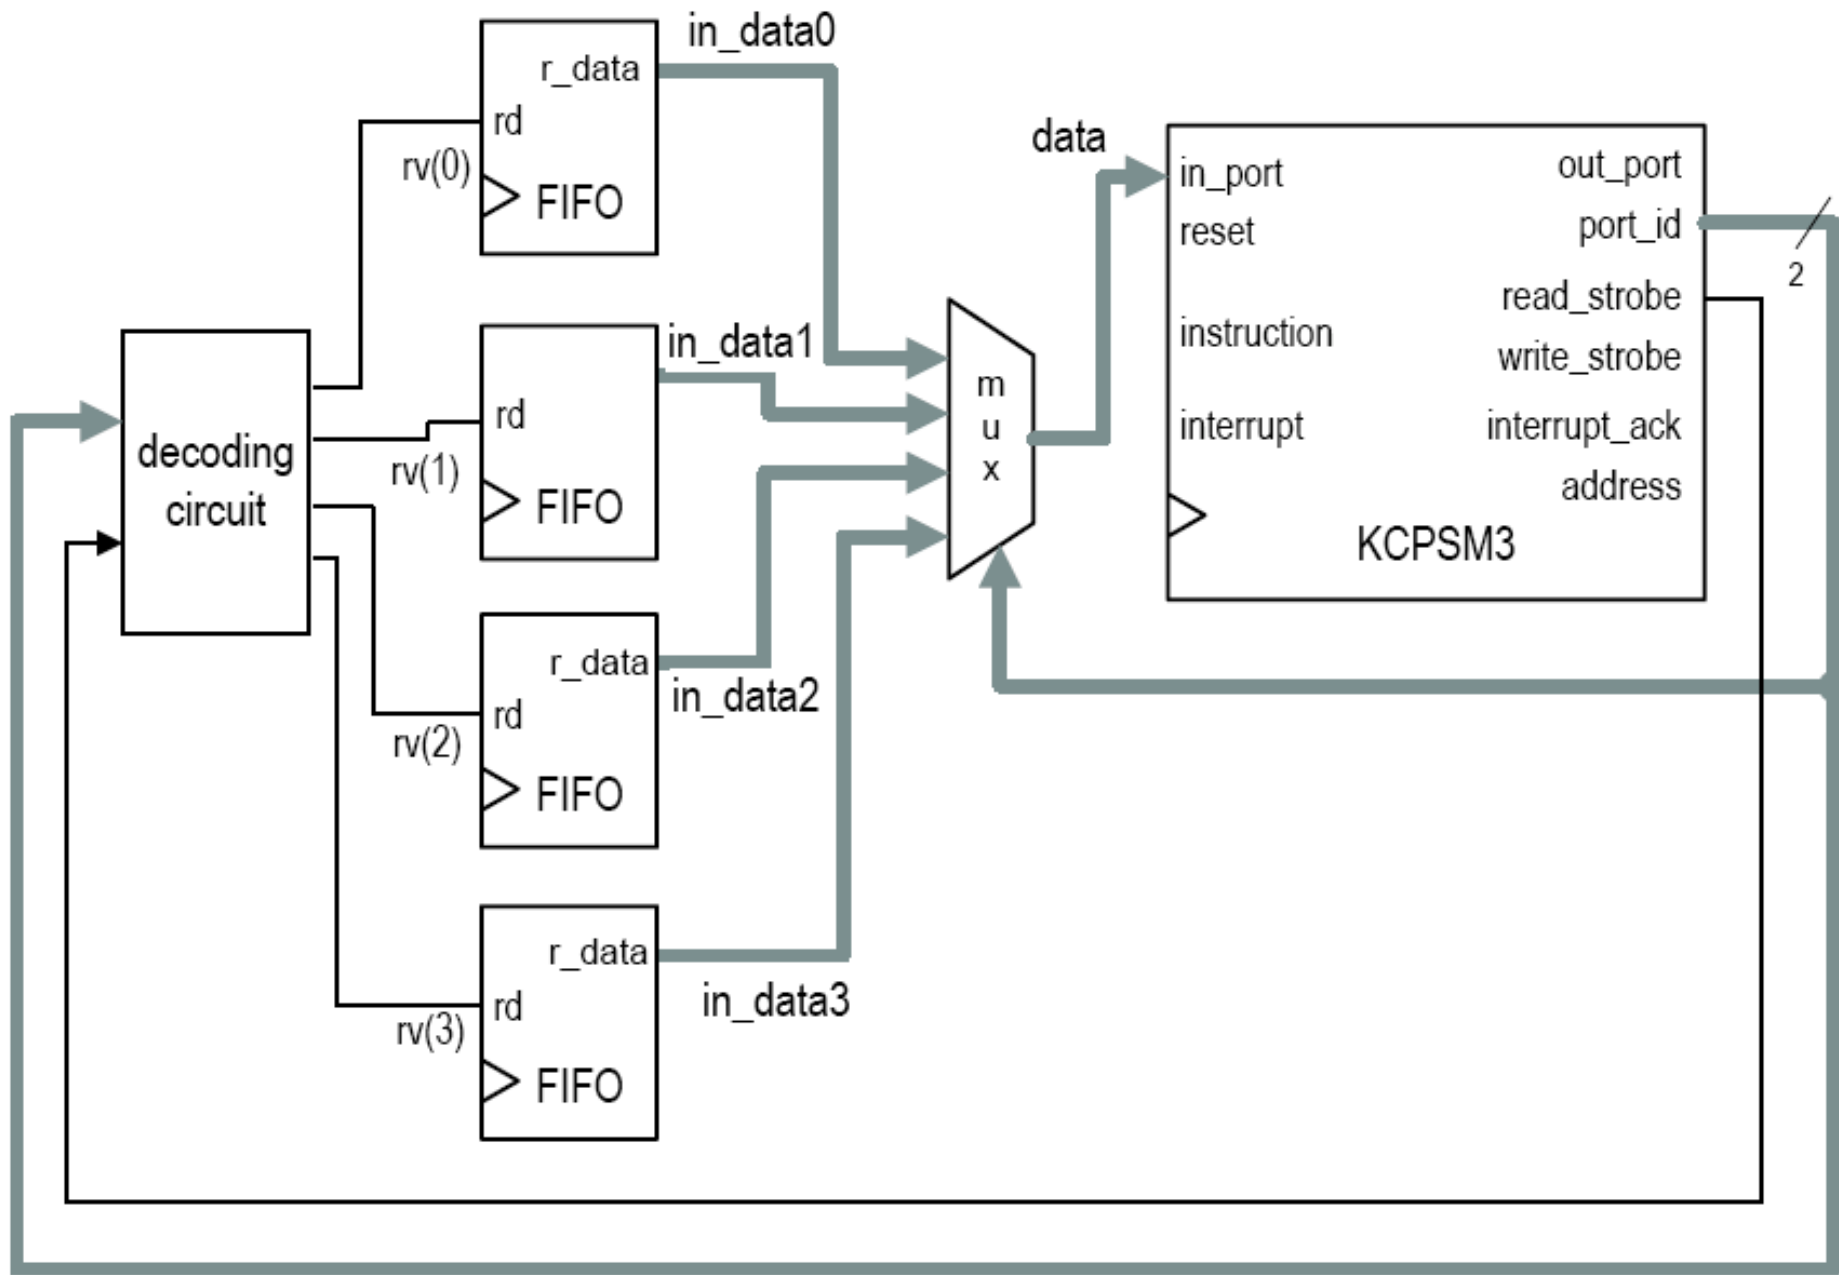 in_data0
r_data
rd
rv(0)
FIFO
in_data1
rd
rv(1)
FIFO
r_data
in_data2
rd
rv(2)
FIFO
r_data
in_data3
rd
rv(3)
FIFO
decoding
circuit
m
u
x
data
in_port
reset
instruction
interrupt
out_port
port_id
read_strobe
write_strobe
interrupt_ack
address
KCPSM3
2